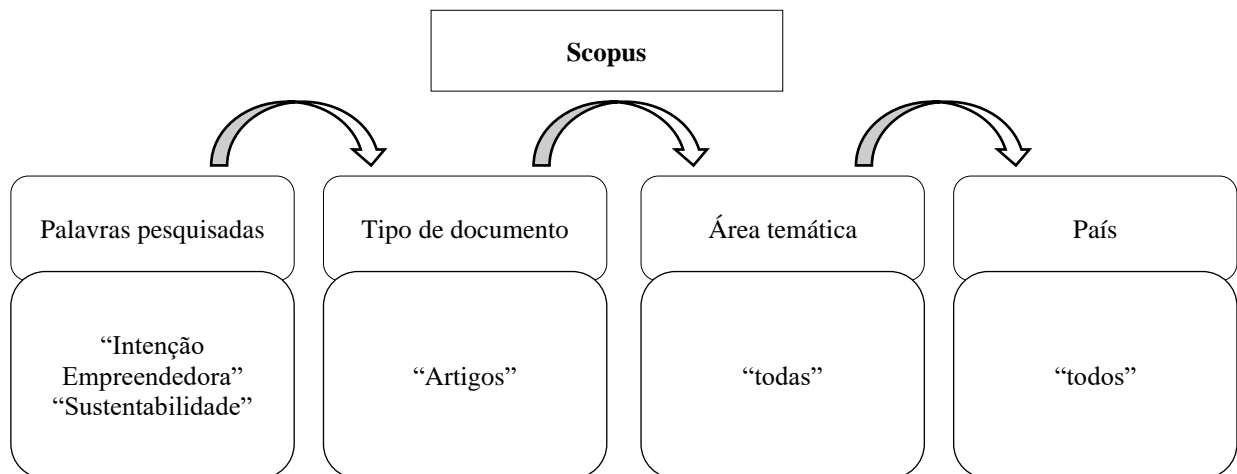 Scopus
Palavras pesquisadas
Tipo de documento
Área temática
País
“Intenção
Empreendedora”
“Sustentabilidade”
“Artigos”
“todas”
“todos”